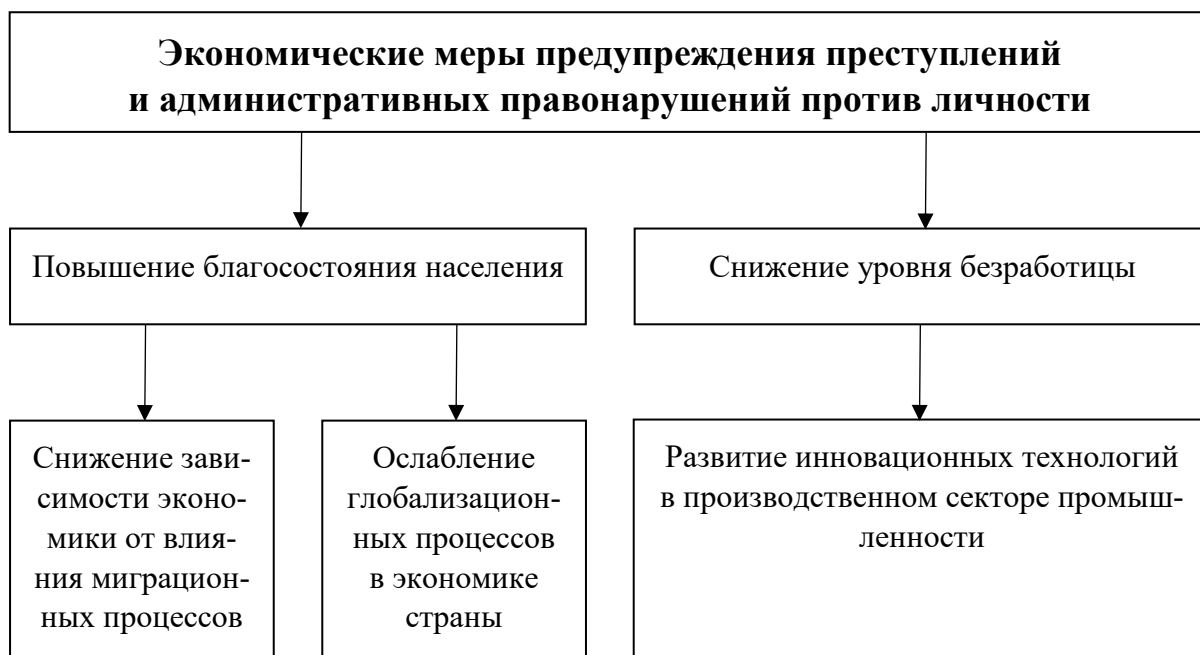 Экономические меры предупреждения преступлений
и административных правонарушений против личности
Повышение благосостояния населения
Снижение уровня безработицы
Снижение зави-
симости эконо-
мики от влия-
ния миграцион-
ных процессов
Ослабление
глобализацион-
ных процессов
в экономике
страны
Развитие инновационных технологий
в производственном секторе промыш-
ленности